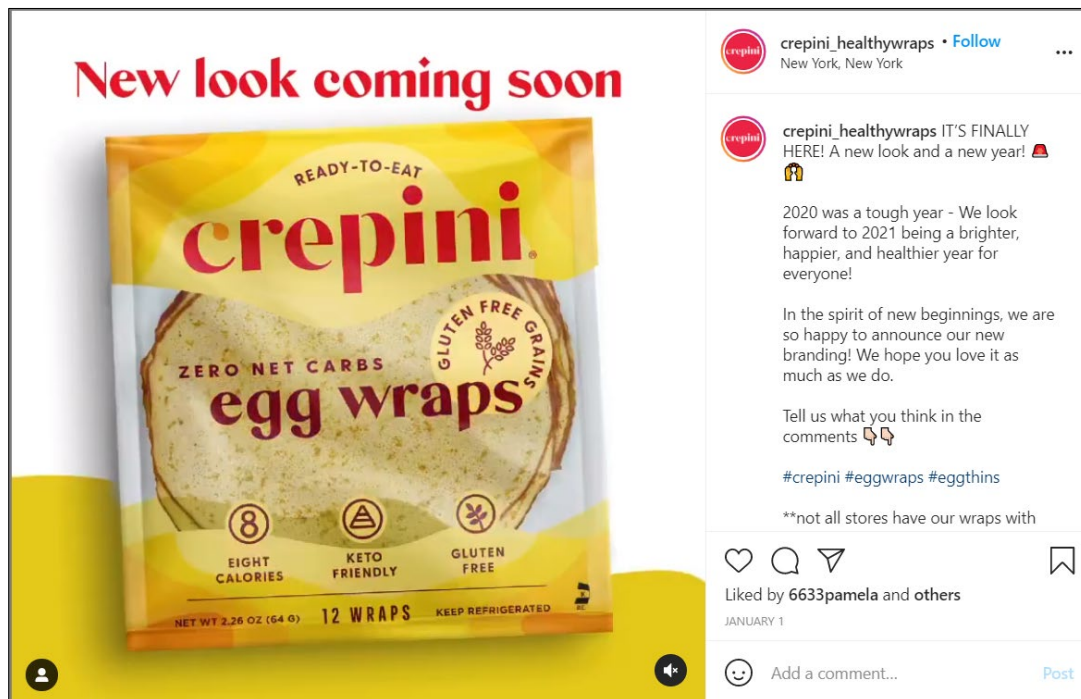 New look coming soon
READY-TO-EAT
crepini®
GLUTEN FREE GRAINS
ZERO NET CARBS
egg wraps
8
EIGHT
CALORIES
KETO
FRIENDLY
GLUTEN
FREE
NET WT 2.26 OZ (64 G)
12 WRAPS
KEEP REFRIGERATED
crepini
crepini_healthywraps • Follow
New York, New York
crepini
crepini_healthywraps IT’S FINALLY
HERE! A new look and a new year! 🚨
🙌
2020 was a tough year - We look
forward to 2021 being a brighter,
happier, and healthier year for
everyone!
In the spirit of new beginnings, we are
so happy to announce our new
branding! We hope you love it as
much as we do.
Tell us what you think in the
comments 👇🏻👇🏻
#crepini #eggwraps #eggthins
**not all stores have our wraps with
Liked by 6633pamela and others
JANUARY 1
Add a comment...
Post